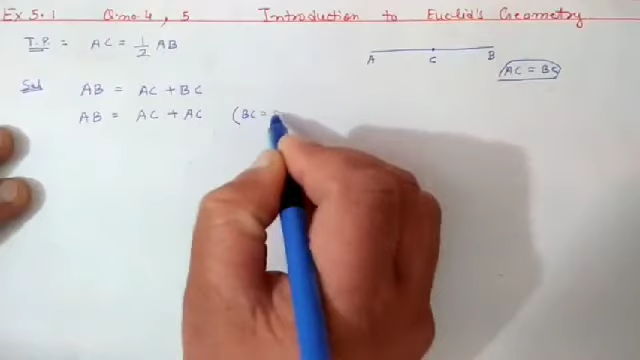 Ex 5.1 Q.no.4, 5 Introduction to Euclid's Geometry
T.P. = AC = 1/2 AB
A C B
AC = BC
Sol AB = AC + BC
AB = AC + AC (BC =